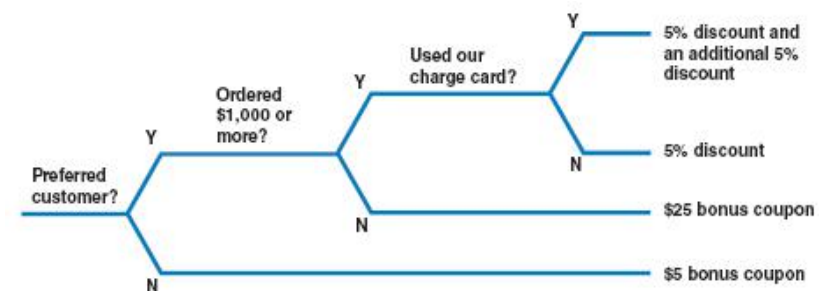 Y
5% discount and
an additional 5%
discount
Used our
charge card?
Y
Ordered
$1,000 or
more?
Y
N
5% discount
Preferred
customer?
N
$25 bonus coupon
N
$5 bonus coupon